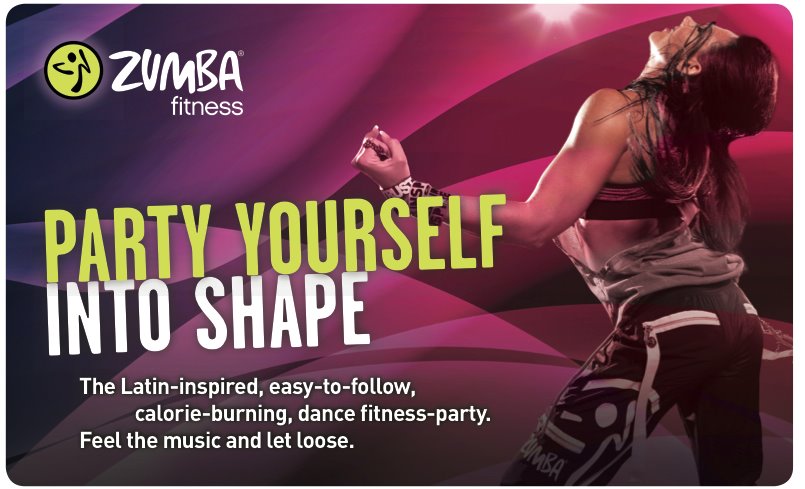 ZUMBA®
fitness
PARTY YOURSELF
INTO SHAPE
The Latin-inspired, easy-to-follow,
calorie-burning, dance fitness-party.
Feel the music and let loose.
ZUMBA